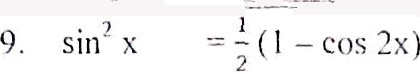 9. sin² x = 1/2 (1 − cos 2x)